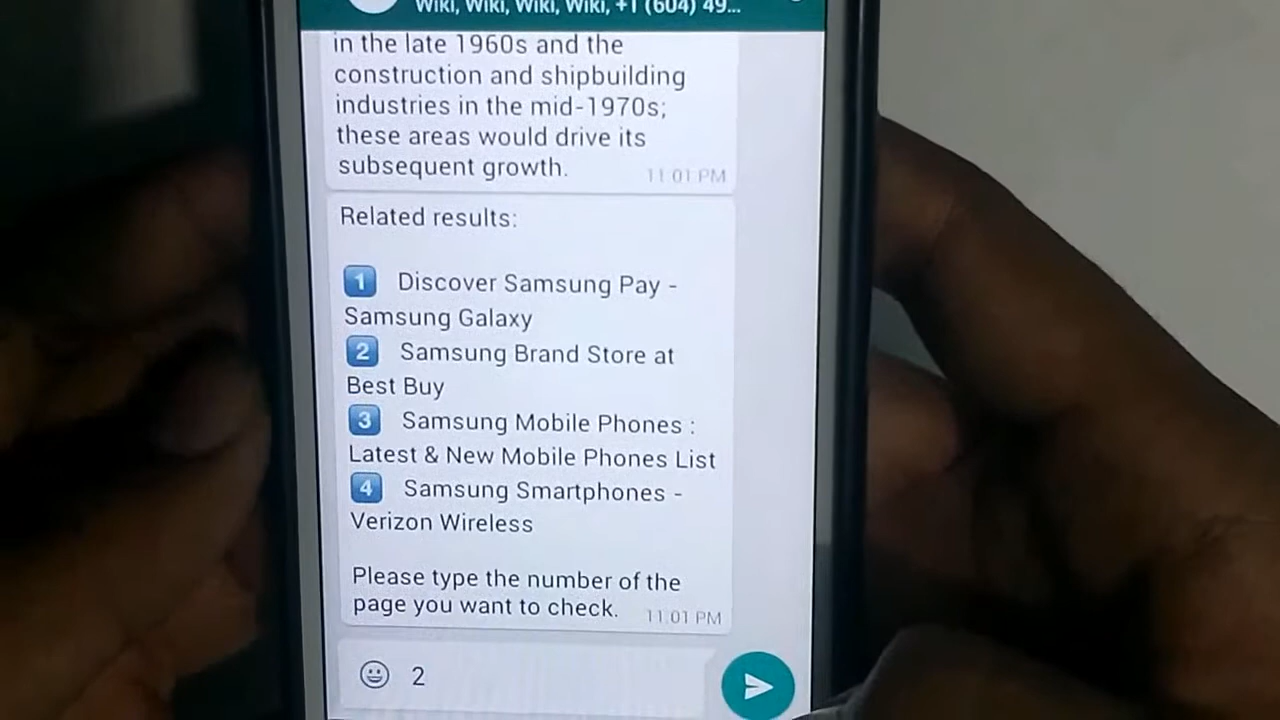 Wiki, Wiki, Wiki, Wiki, +1 (604) 49...
in the late 1960s and the
construction and shipbuilding
industries in the mid-1970s;
these areas would drive its
subsequent growth. 11:01 PM
Related results:
1 Discover Samsung Pay -
Samsung Galaxy
2 Samsung Brand Store at
Best Buy
3 Samsung Mobile Phones :
Latest & New Mobile Phones List
4 Samsung Smartphones -
Verizon Wireless
Please type the number of the
page you want to check. 11:01 PM
2